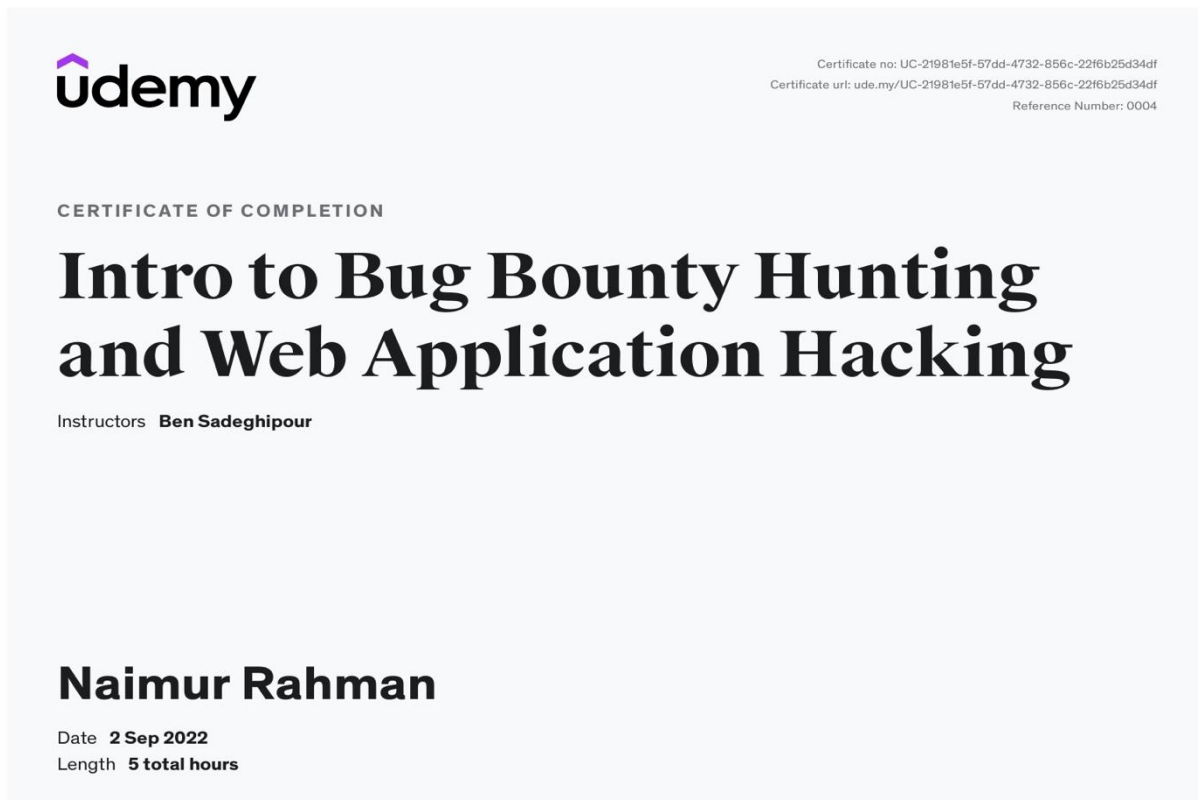 udemy
Certificate no: UC-21981e5f-57dd-4732-856c-22f6b25d34df
Certificate url: ude.my/UC-21981e5f-57dd-4732-856c-22f6b25d34df
Reference Number: 0004
CERTIFICATE OF COMPLETION
Intro to Bug Bounty Hunting
and Web Application Hacking
Instructors Ben Sadeghipour
Naimur Rahman
Date 2 Sep 2022
Length 5 total hours